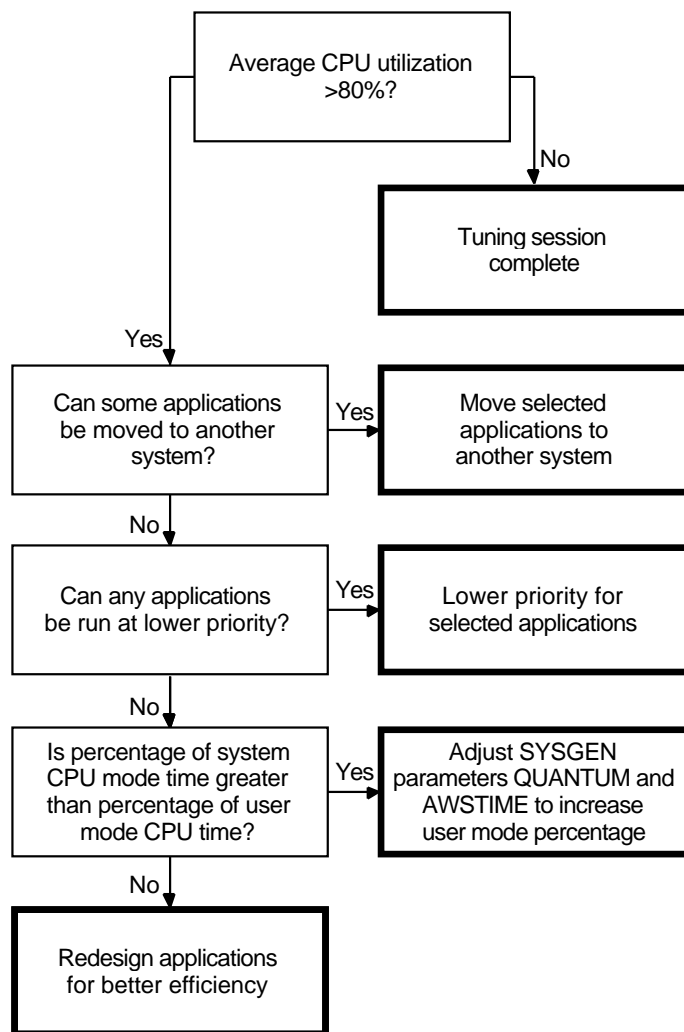 Average CPU utilization
>80%?
No
Tuning session
complete
Yes
Can some applications
be moved to another
system?
Yes
Move selected
applications to
another system
No
Can any applications
be run at lower priority?
Yes
Lower priority for
selected applications
No
Is percentage of system
CPU mode time greater
than percentage of user
mode CPU time?
Yes
Adjust SYSGEN
parameters QUANTUM and
AWSTIME to increase
user mode percentage
No
Redesign applications
for better efficiency